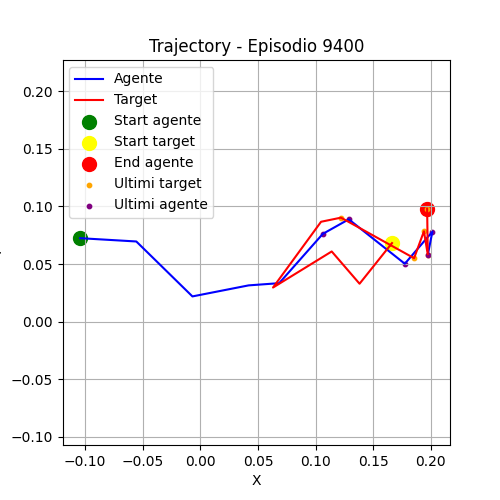 Trajectory - Episodio 9400
Agente
Target
Start agente
Start target
End agente
Ultimi target
Ultimi agente
0.20
0.15
0.10
0.05
0.00
−0.05
−0.10
−0.10 −0.05 0.00 0.05 0.10 0.15 0.20
X